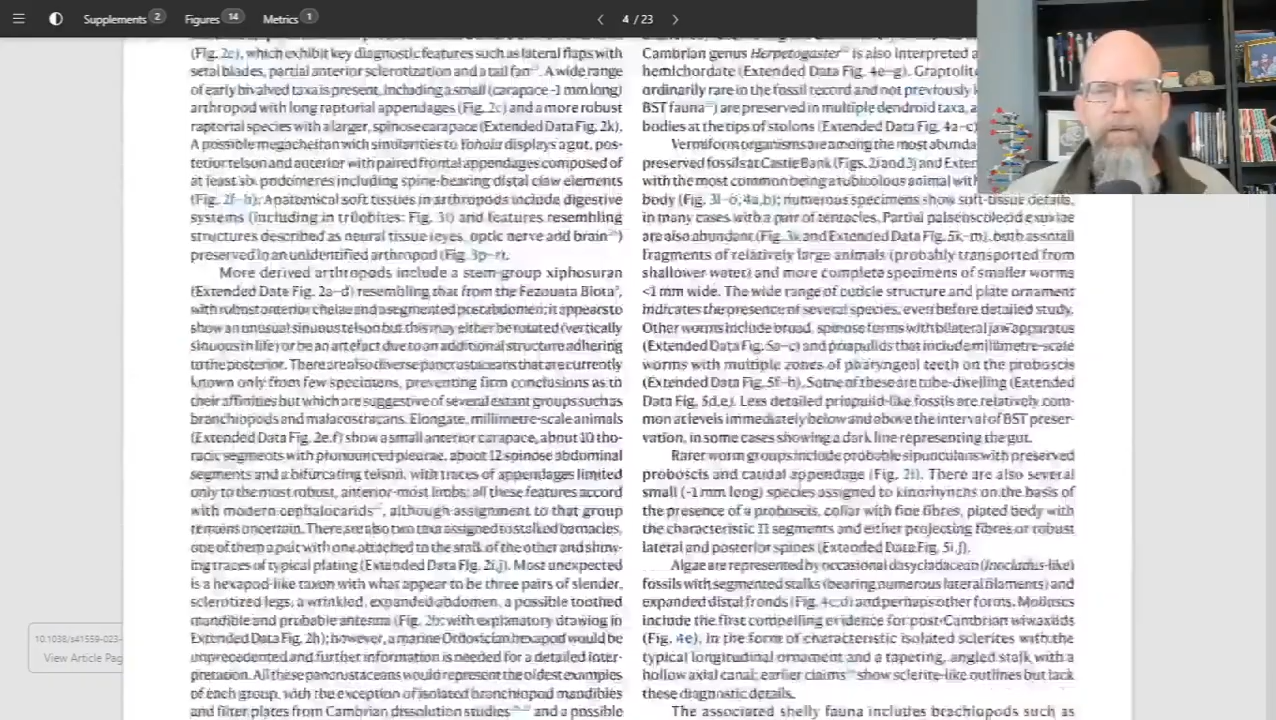 Supplements 2
Figures 14
Metrics 1
4 / 23
(Fig. 2c), which exhibit key diagnostic features such as lateral flaps with
setal blades, partial anterior sclerotization and a tail fan. A wide range
of early bivalved taxa is present, including a small (carapace ~1 mm long)
arthropod with long raptorial appendages (Fig. 2c) and a more robust
raptorial species with a larger, spinose carapace (Extended Data Fig. 2k).
A possible megacheiran with similarities to displays a gut, pos-
terior telson and anterior with paired frontal appendages composed of
at least six podomeres including spine-bearing distal claw elements
(Fig. 2f–h). Anatomical soft tissues in arthropods include digestive
systems (including in trilobites: Fig. ) and features resembling
structures described as neural tissue (eyes, optic nerve and brain)
preserved in an unidentified arthropod (Fig. 3p–r).
More derived arthropods include a stem-group xiphosuran
(Extended Date Fig. 2a–d) resembling that from the Fezouata Biota,
with robust anterior chelae and a segmented postabdomen; it appears to
show an unusual sinuous telson but this may either be rotated (vertically
sinuous in life) or be an artefact due to an additional structure adhering
to the posterior. There are also diverse pancrustaceans that are currently
known only from few specimens, preventing firm conclusions as to
their affinities but which are suggestive of several extant groups such as
branchiopods and malacostracans. Elongate, millimetre-scale animals
(Extended Data Fig. 2e,f) show a small anterior carapace, about 10 tho-
racic segments with pronounced pleurae, about 12 spinose abdominal
segments and a bifurcating telson, with traces of appendages limited
only to the most robust, anterior-most limbs; all these features accord
with modern cephalocarids, although assignment to that group
remains uncertain. There are also two taxa assigned to stalked barnacles,
one of them a pair with one attached to the stalk of the other and show-
ing traces of typical plating (Extended Data Fig. 2i,j). Most unexpected
is a hexapod-like taxon with what appear to be three pairs of slender,
sclerotized legs, a wrinkled, expanded abdomen, a possible toothed
mandible and probable antenna (Fig. 2b, with explanatory drawing in
Extended Data Fig. 2h); however, a marine Ordovician hexapod would be
unprecedented and further information is needed for a detailed inter-
pretation. All these pancrustaceans would represent the oldest examples
of each group, with the exception of isolated branchiopod mandibles
and filter plates from Cambrian dissolution studies and a possible
Cambrian genus Herpetogaster is also interpreted a
hemichordate (Extended Data Fig. 4e–g). Graptolit
ordinarily rare in the fossil record and not previously k
BST fauna) are preserved in multiple dendroid taxa, a
bodies at the tips of stolons (Extended Data Fig. 4a–c)
Vermiform organisms are among the most abunda
preserved fossils at Castle Bank (Figs. 2i and 3) and Exten
with the most common being a tubicolous animal with
body (Fig. 3l–o,4a,b); numerous specimens show soft-tissue details,
in many cases with a pair of tentacles. Partial palaeoscolecid exuviae
are also abundant (Fig. 3k and Extended Data Fig. 5k–m), both as small
fragments of relatively large animals (probably transported from
shallower water) and more complete specimens of smaller worms
<1 mm wide. The wide range of cuticle structure and plate ornament
indicates the presence of several species, even before detailed study.
Other worms include broad, spinose forms with bilateral jaw apparatus
(Extended Data Fig. 5a–c) and priapulids that include millimetre-scale
worms with multiple zones of pharyngeal teeth on the proboscis
(Extended Data Fig. 5f–h). Some of these are tube-dwelling (Extended
Data Fig. 5d,e). Less detailed priapulid-like fossils are relatively com-
mon at levels immediately below and above the interval of BST preser-
vation, in some cases showing a dark line representing the gut.
Rarer worm groups include probable sipunculans with preserved
proboscis and caudal appendage (Fig. ). There are also several
small (~1 mm long) species assigned to kinorhynchs on the basis of
the presence of a proboscis, collar with fine fibres, plated body with
the characteristic 11 segments and either projecting fibres or robust
lateral and posterior spines (Extended Data Fig. 5i,j).
Algae are represented by occasional dasycladacean (Inocladus-like)
fossils with segmented stalks (bearing numerous lateral filaments) and
expanded distal fronds (Fig. 4c,d) and perhaps other forms. Molluscs
include the first compelling evidence for post-Cambrian wiwaxiids
(Fig. 4e), in the form of characteristic isolated sclerites with the
typical longitudinal ornament and a tapering, angled stalk with a
hollow axial canal; earlier claims show sclerite-like outlines but lack
these diagnostic details.
The associated shelly fauna includes brachiopods such as
10.1038/s41559-023-
View Article Pag